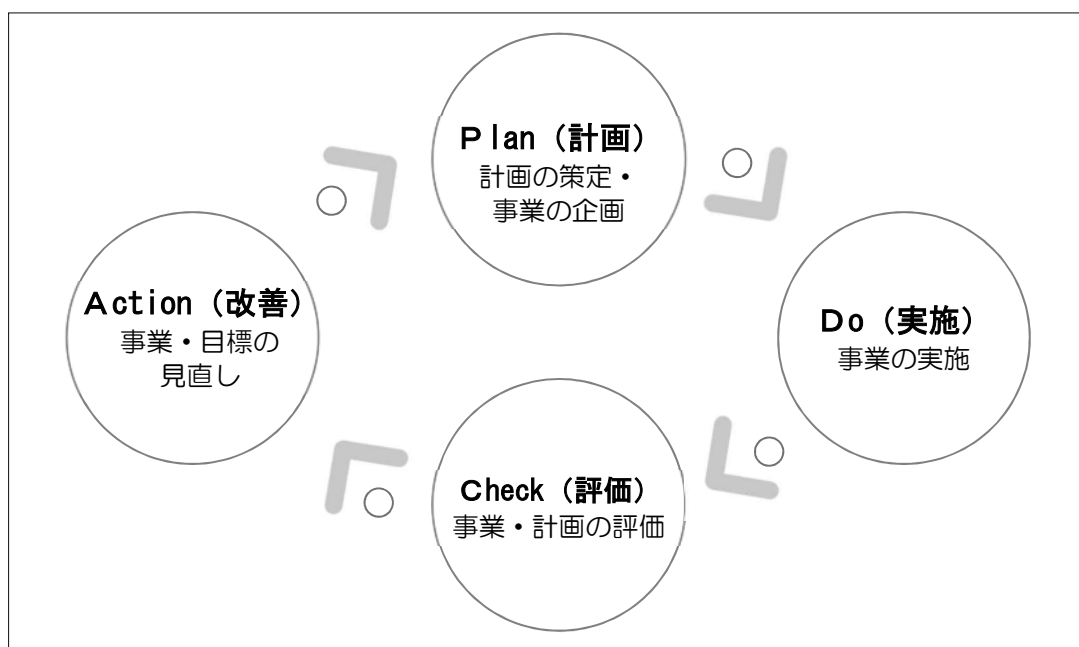 Ｐlan（計画）
計画の策定・
事業の企画
Ｄo（実施）
事業の実施
Ｃheck（評価）
事業・計画の評価
Ａction（改善）
事業・目標の
見直し